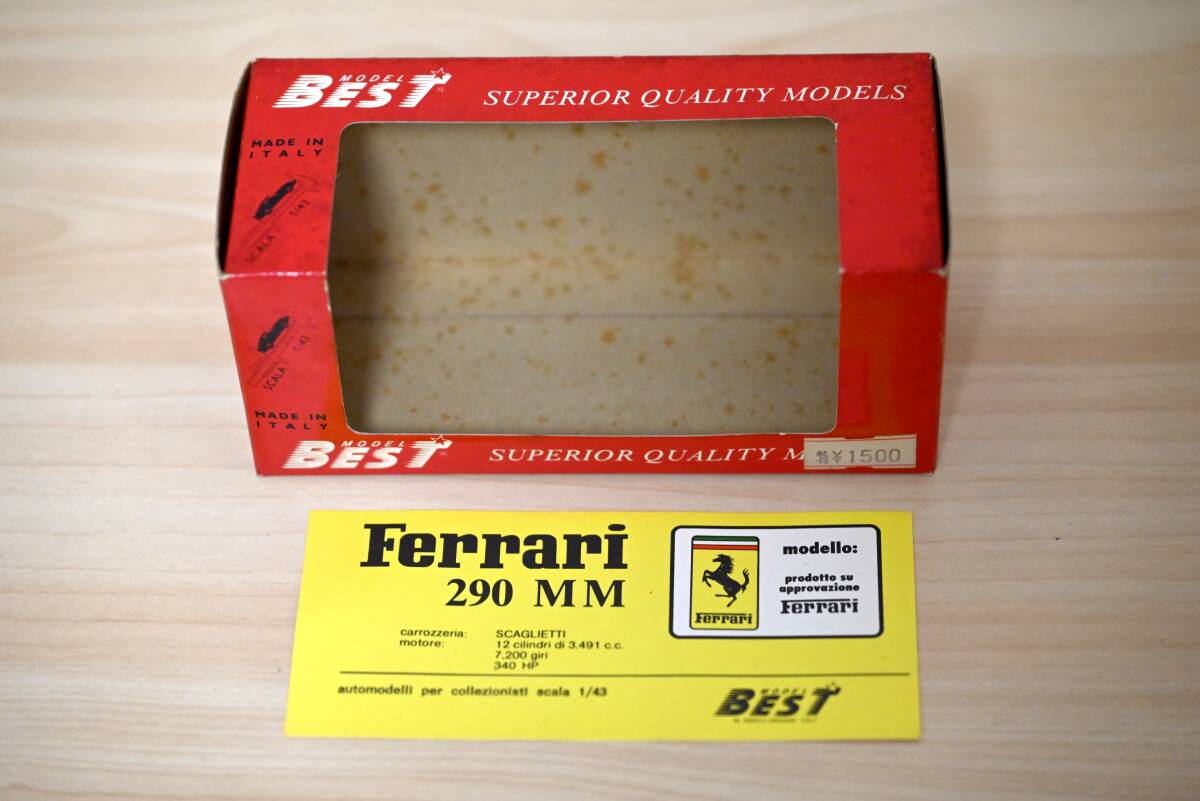 MODEL
BEST
SUPERIOR QUALITY MODELS
MADE IN
ITALY
SCALA 1/43
SCALA 1/43
MADE IN
ITALY
MODEL
BEST
SUPERIOR QUALITY M
特¥1500
Ferrari
290 MM
carrozzeria: SCAGLIETTI
motore: 12 cilindri di 3.491 c.c.
7.200 giri
340 HP
modello:
prodotto su
approvazione
Ferrari
Ferrari
automodelli per collezionisti scala 1/43
MODEL
BEST